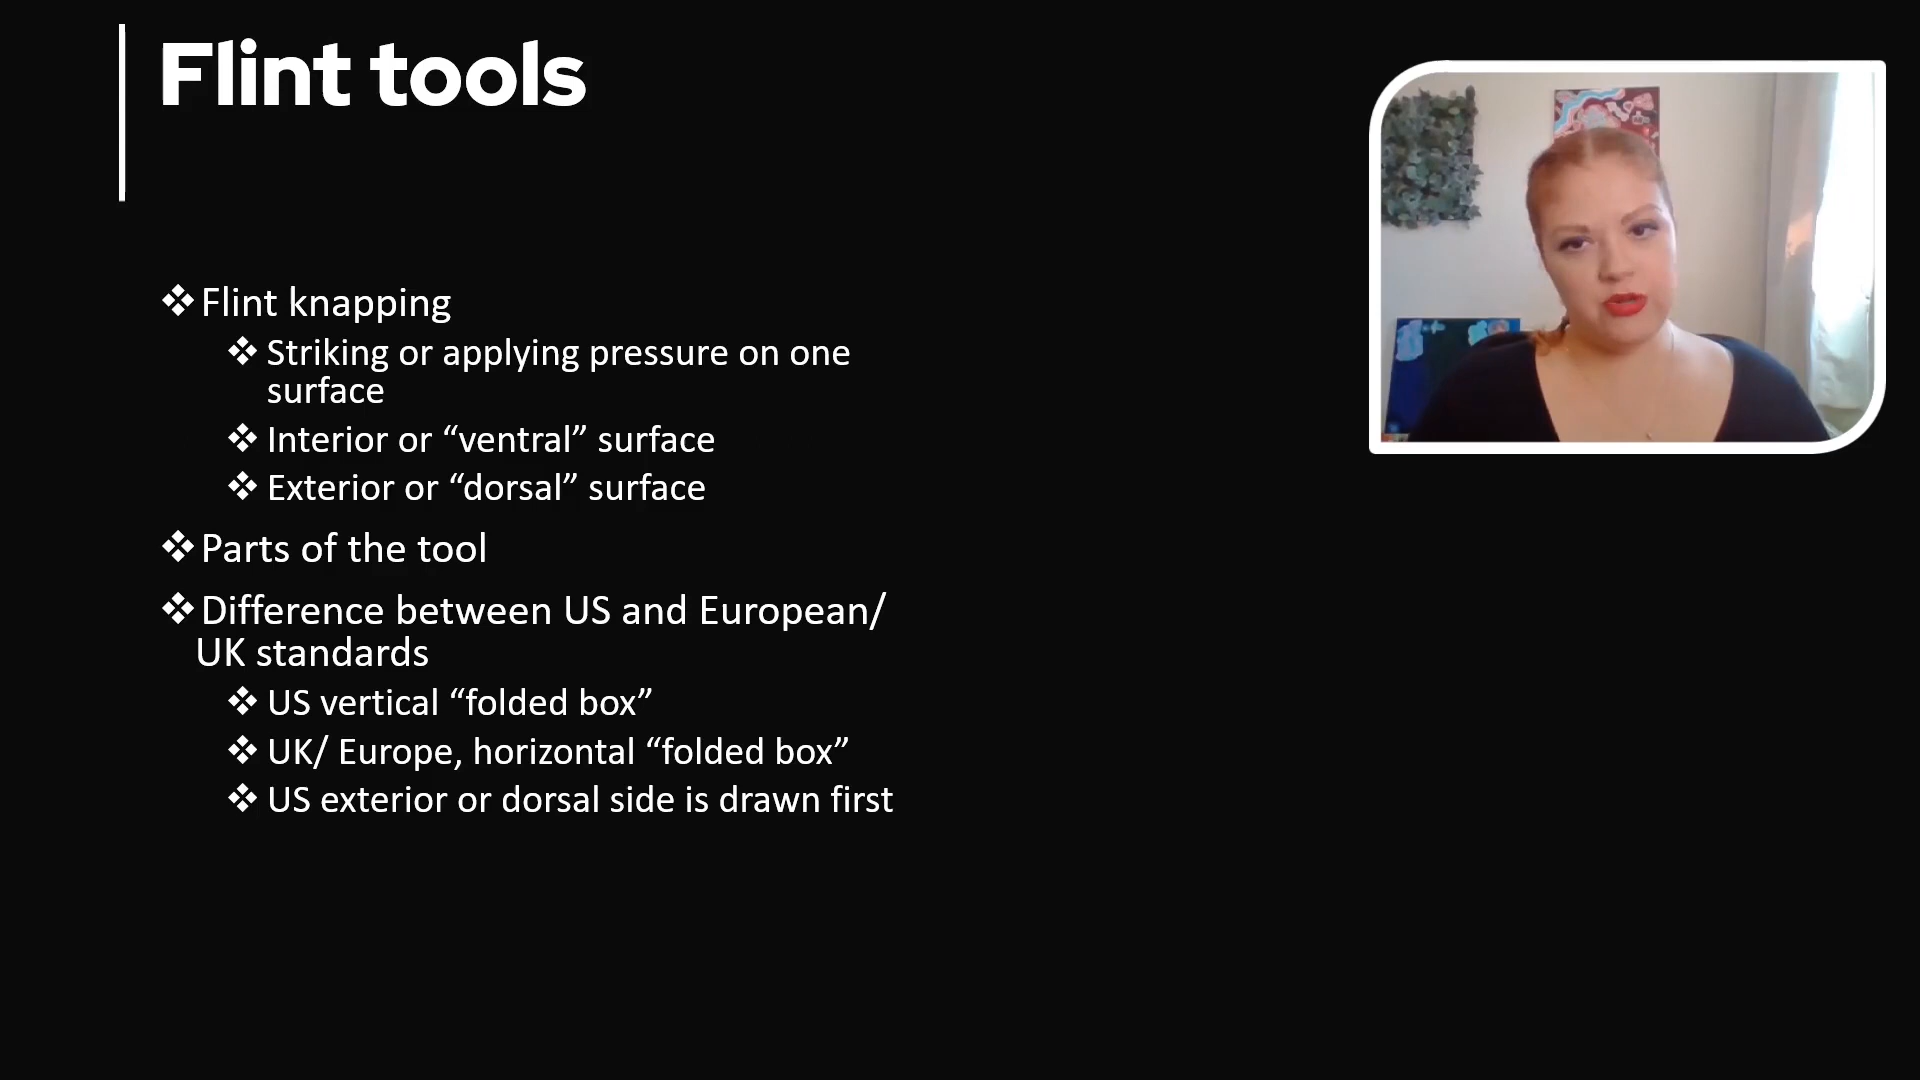 Flint tools
❖ Flint knapping
❖ Striking or applying pressure on one
surface
❖ Interior or “ventral” surface
❖ Exterior or “dorsal” surface
❖ Parts of the tool
❖ Difference between US and European/
UK standards
❖ US vertical “folded box”
❖ UK/ Europe, horizontal “folded box”
❖ US exterior or dorsal side is drawn first